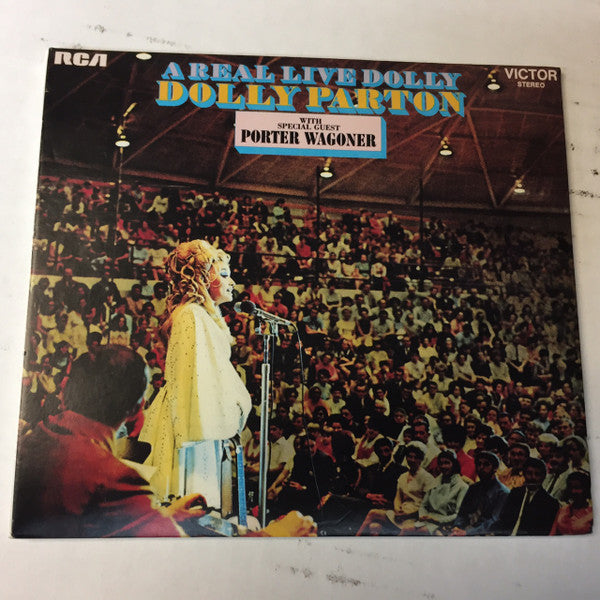 RCA
A REAL LIVE DOLLY
DOLLY PARTON
WITH
SPECIAL GUEST
PORTER WAGONER
VICTOR
STEREO